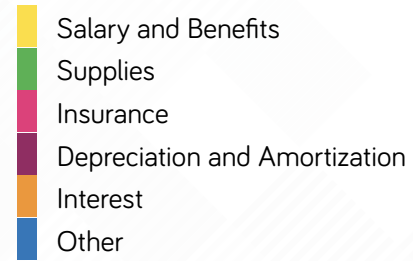 Salary and Benefits
Supplies
Insurance
Depreciation and Amortization
Interest
Other